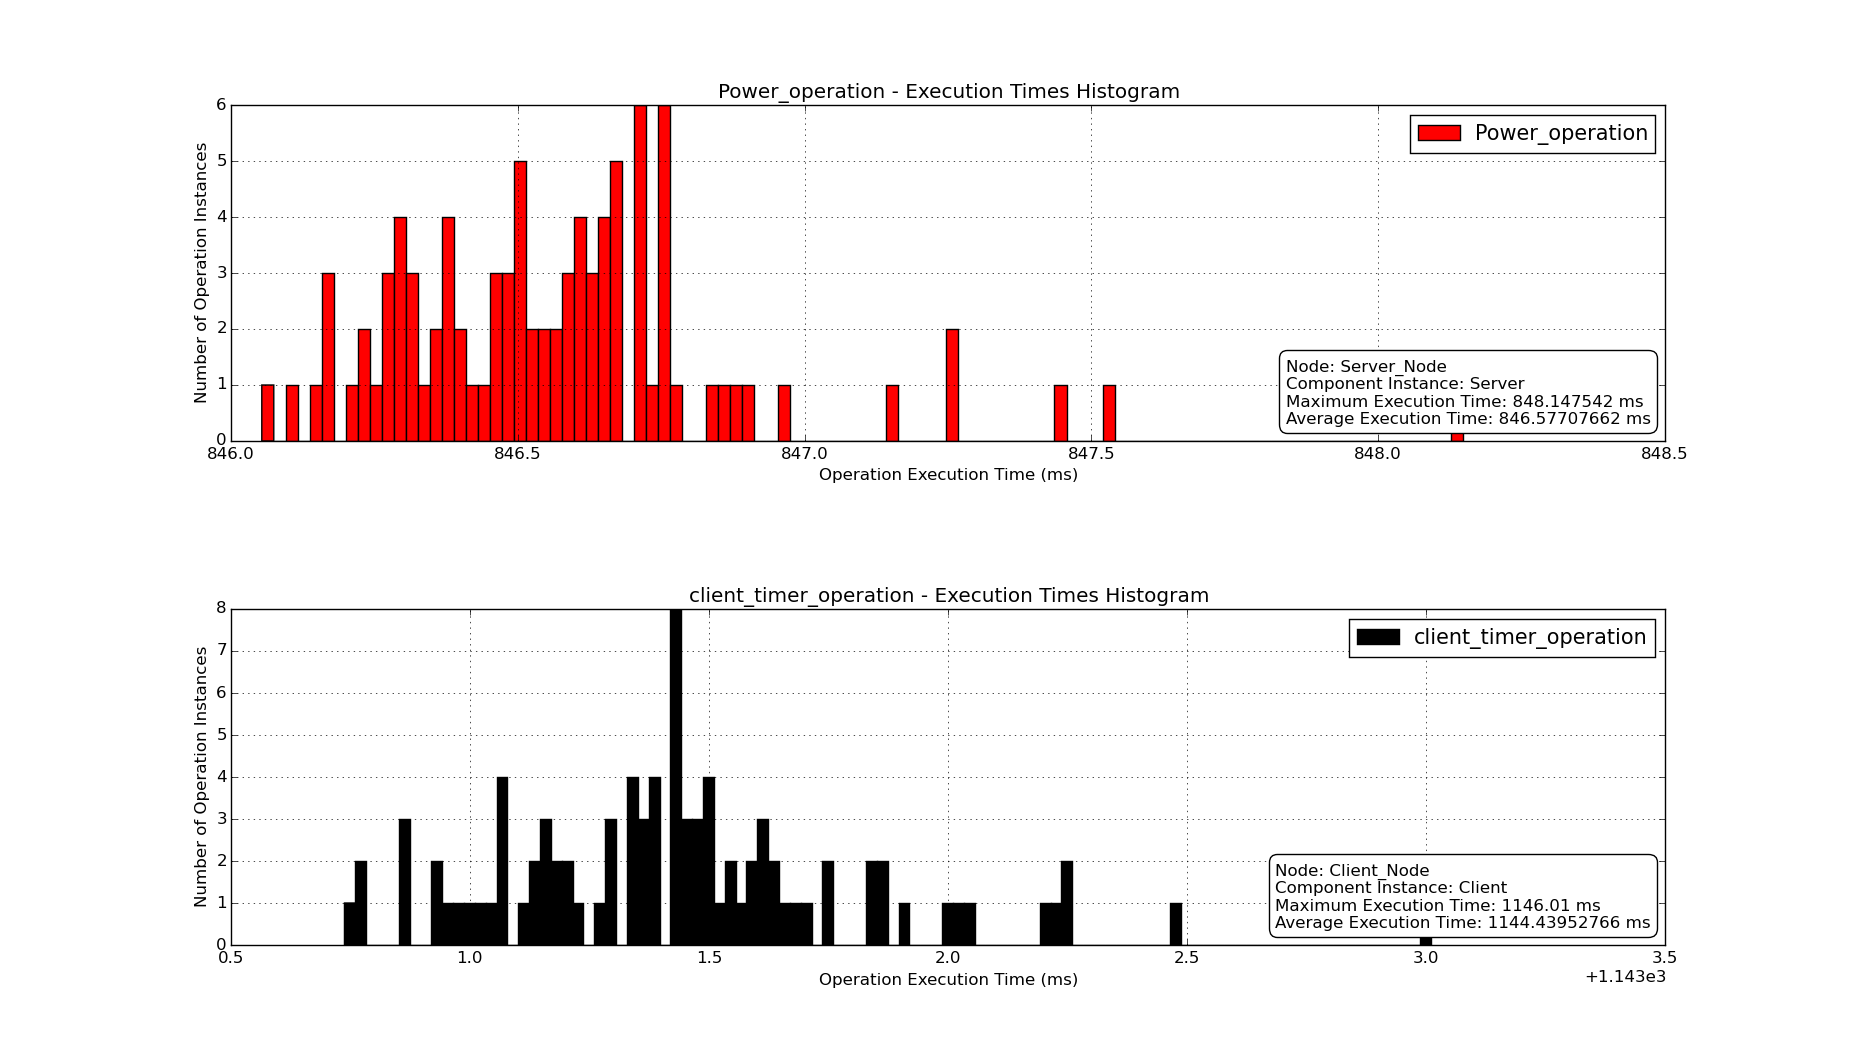 Power_operation - Execution Times Histogram
6
5
4
3
2
1
0
Number of Operation Instances
Power_operation
Node: Server_Node
Component Instance: Server
Maximum Execution Time: 848.147542 ms
Average Execution Time: 846.57707662 ms
846.0 846.5 847.0 847.5 848.0 848.5
Operation Execution Time (ms)
client_timer_operation - Execution Times Histogram
8
7
6
5
4
3
2
1
0
Number of Operation Instances
client_timer_operation
Node: Client_Node
Component Instance: Client
Maximum Execution Time: 1146.01 ms
Average Execution Time: 1144.43952766 ms
0.5 1.0 1.5 2.0 2.5 3.0 3.5
+1.143e3
Operation Execution Time (ms)